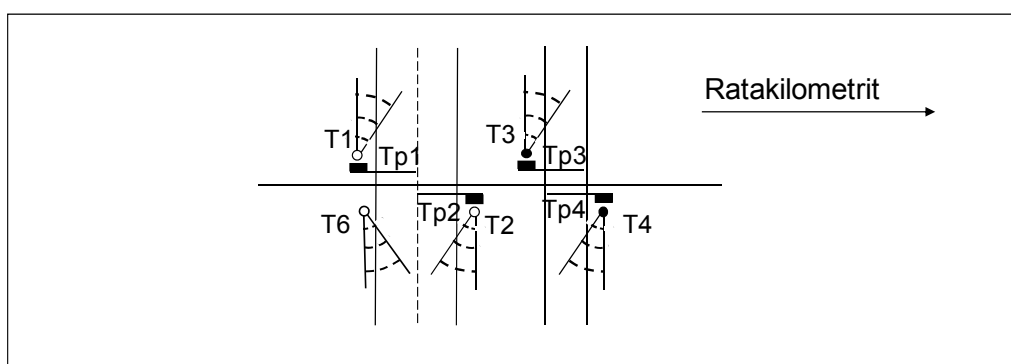 Ratakilometrit
T1
Tp1
T3
Tp3
T6
Tp2
T2
Tp4
T4